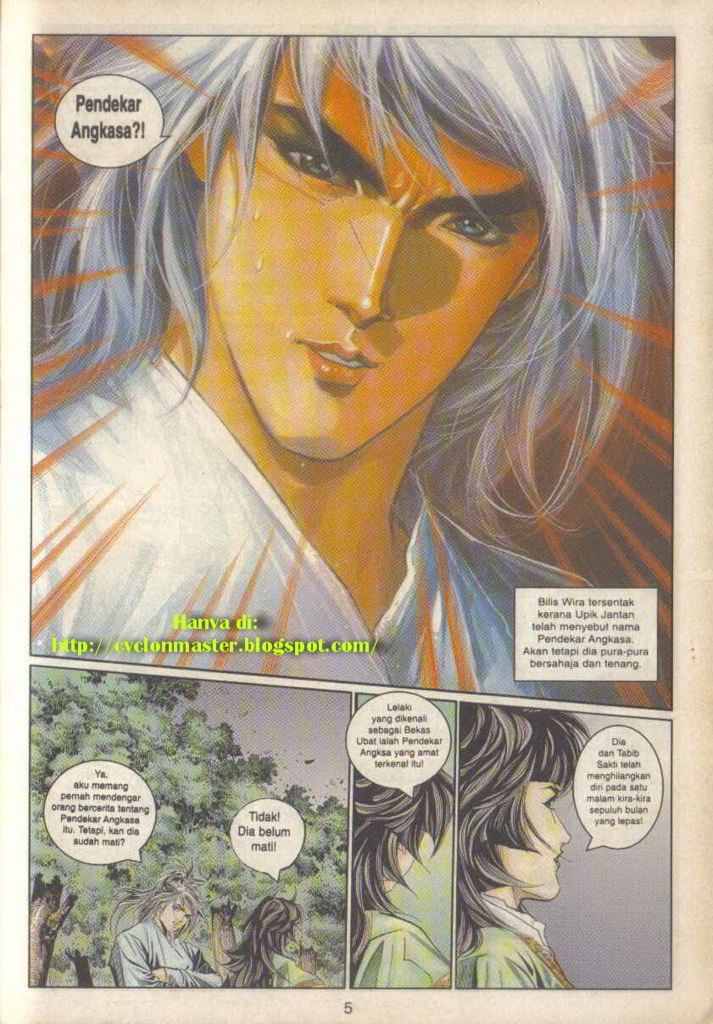 Pendekar
Angkasa?!
Bilis Wira tersentak
kerana Upik Jantan
telah menyebut nama
Pendekar Angkasa.
Akan tetapi dia pura-pura
bersahaja dan tenang.
Hanya di:
http://cyclonmaster.blogspot.com/
Ya,
aku memang
pernah mendengar
orang bercerita tentang
Pendekar Angkasa
itu. Tetapi, kan dia
sudah mati?
Tidak!
Dia belum
mati!
Lelaki
yang dikenali
sebagai Bekas
Ubat ialah Pendekar
Angksa yang amat
terkenal itu!
Dia
dan Tabib
Sakti telah
menghilangkan
diri pada satu
malam kira-kira
sepuluh bulan
yang lepas!
5